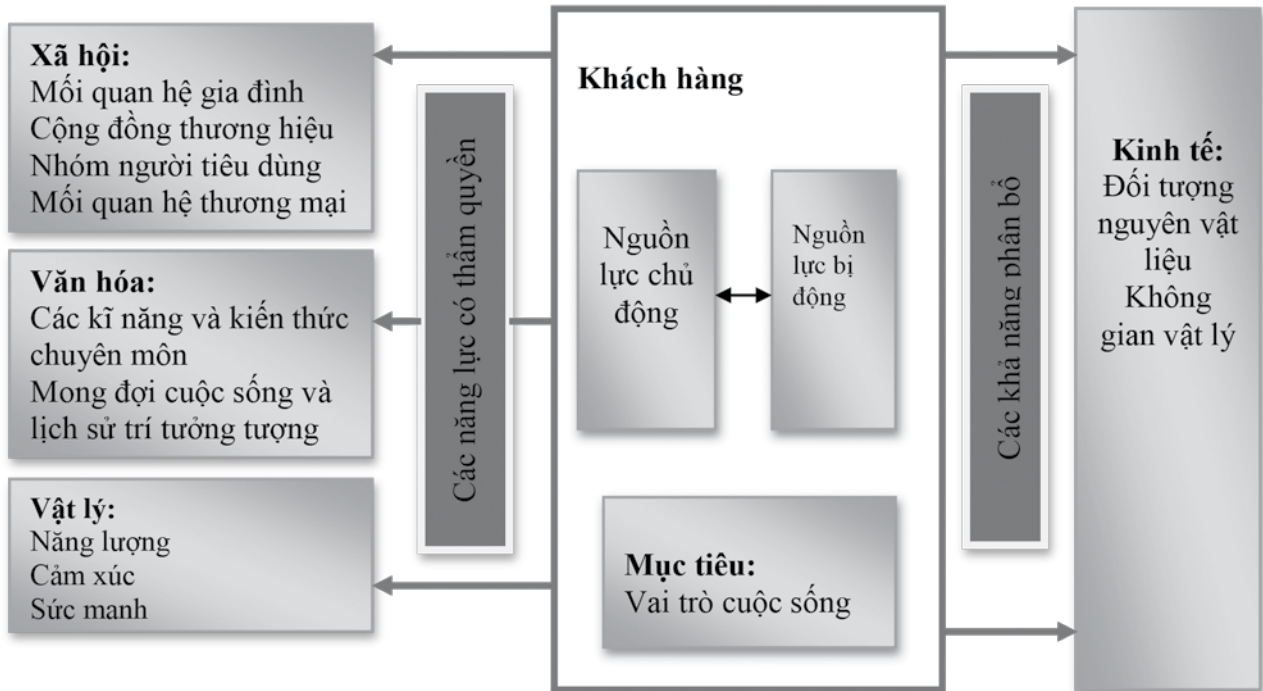 Xã hội:
Mối quan hệ gia đình
Cộng đồng thương hiệu
Nhóm người tiêu dùng
Mối quan hệ thương mại
Văn hóa:
Các kĩ năng và kiến thức
chuyên môn
Mong đợi cuộc sống và
lịch sử trí tưởng tượng
Vật lý:
Năng lượng
Cảm xúc
Sức manh
Các năng lực có thẩm quyền
Khách hàng
Nguồn
lực chủ
động
Nguồn
lực bị
động
Mục tiêu:
Vai trò cuộc sống
Các khả năng phân bổ
Kinh tế:
Đối tượng
nguyên vật
liệu
Không
gian vật lý